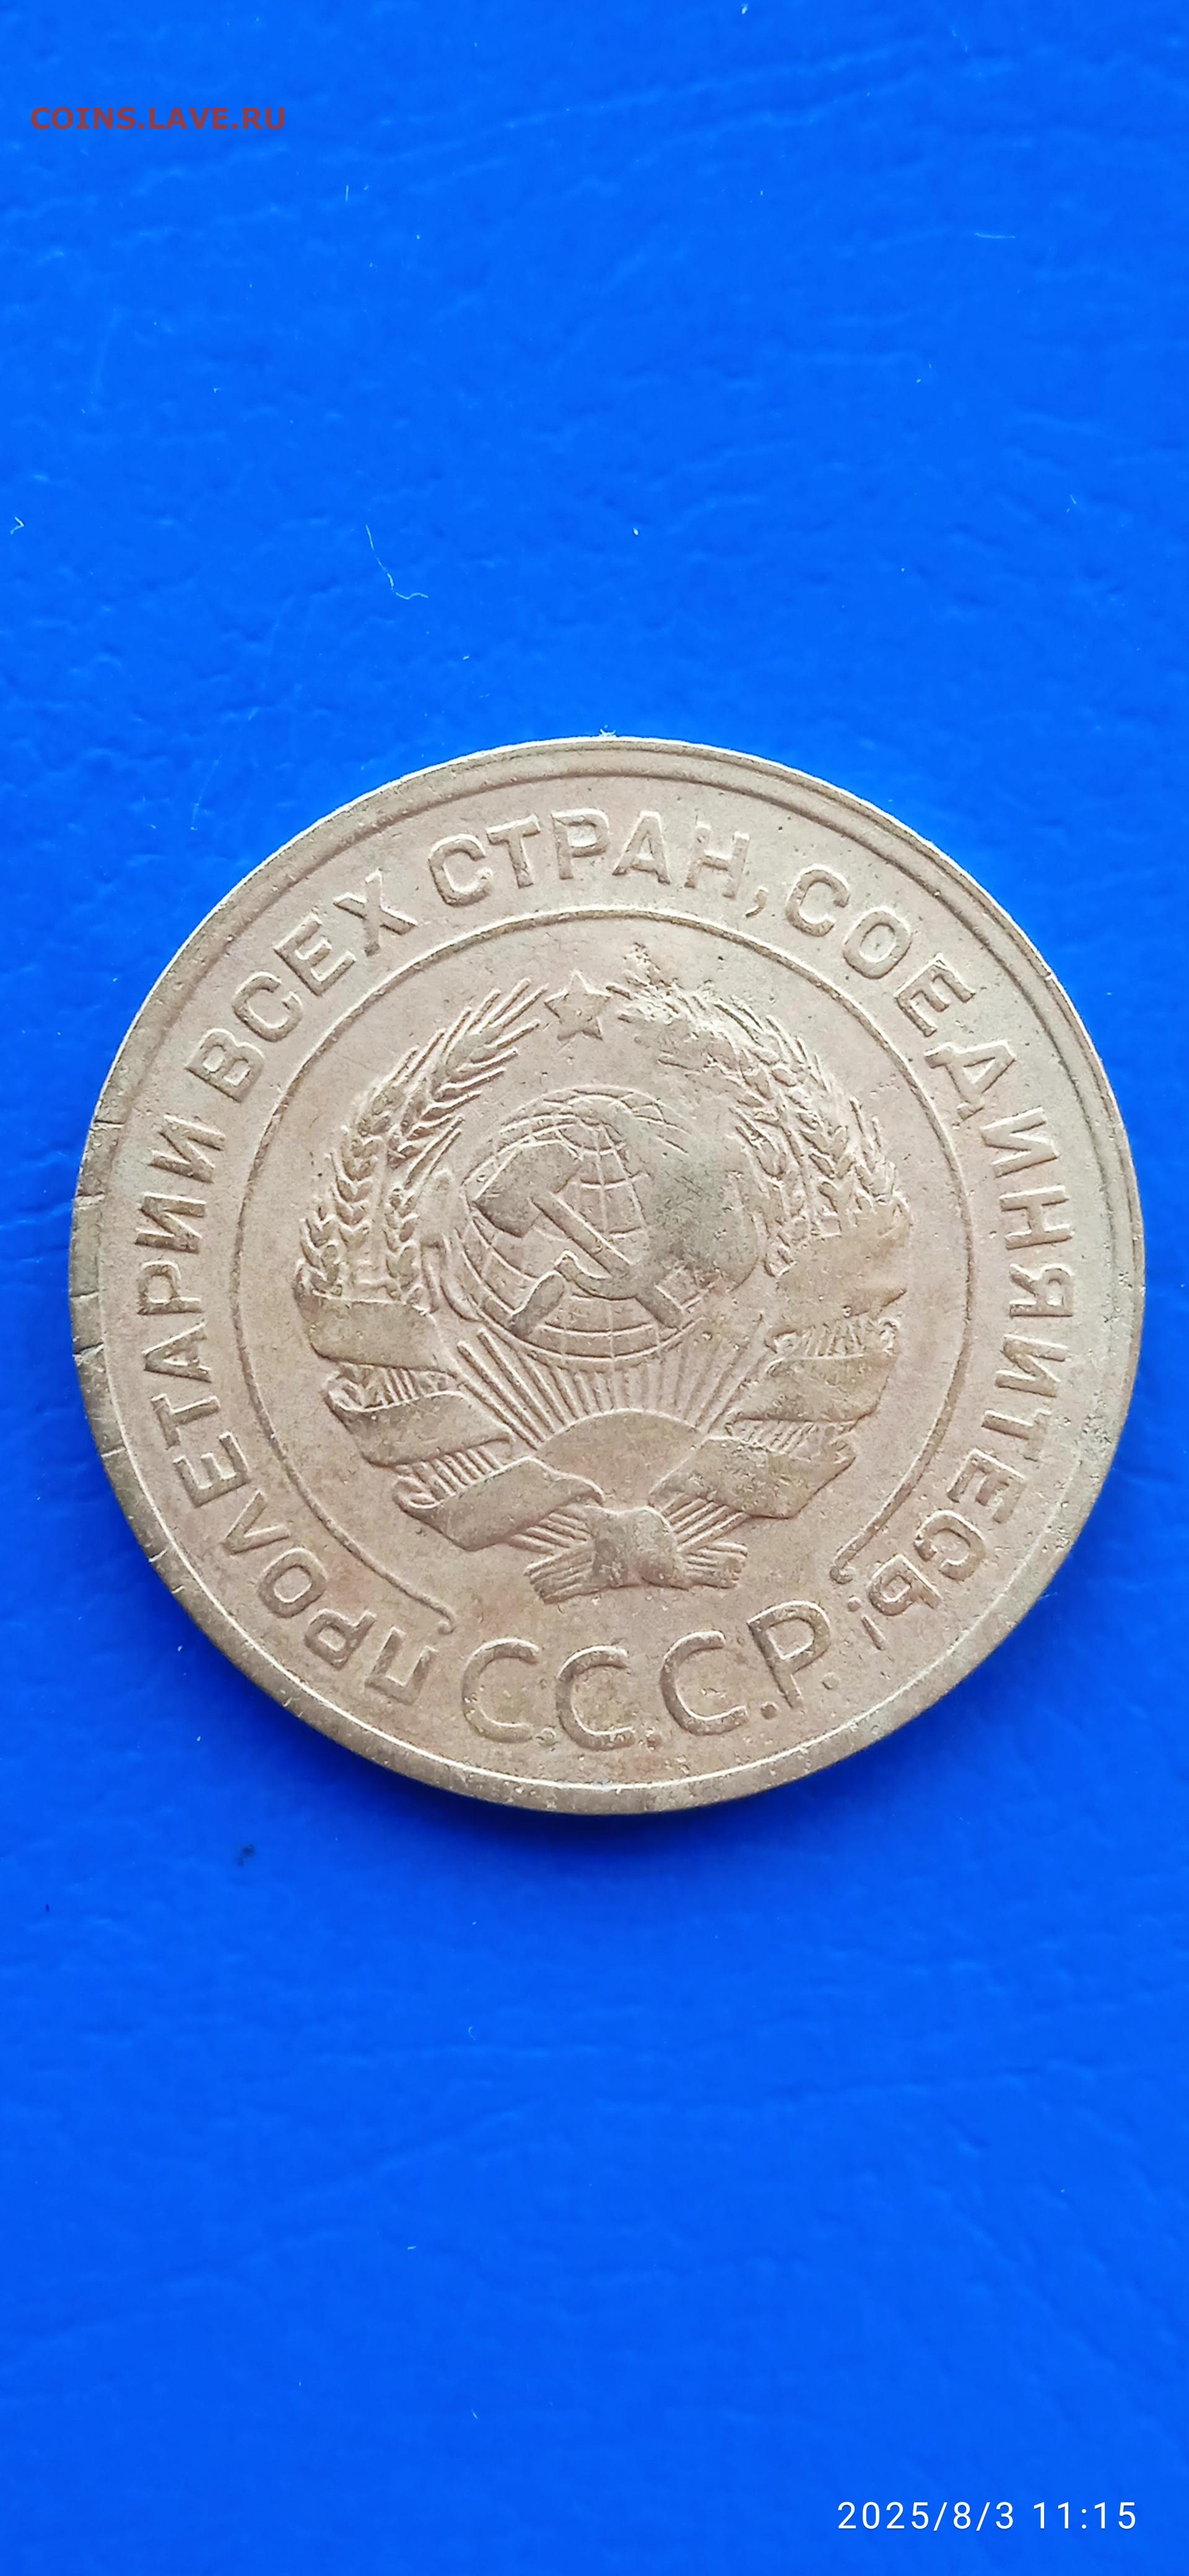 COINS.LAVE.RU
ПРОЛЕТАРИИ ВСЕХ СТРАН, СОЕДИНЯЙТЕСЬ!
С.С.С.Р.
2025/8/3 11:15